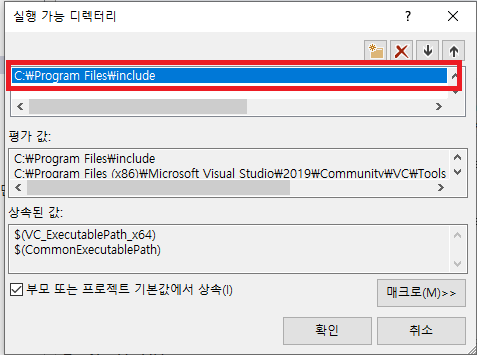 실행 가능 디렉터리
C:\Program Files\include
평가 값:
C:\Program Files\include
C:\Program Files (x86)\Microsoft Visual Studio\2019\Community\VC\Tools
상속된 값:
$(VC_ExecutablePath_x64)
$(CommonExecutablePath)
부모 또는 프로젝트 기본값에서 상속(I)
매크로(M)>>
확인
취소